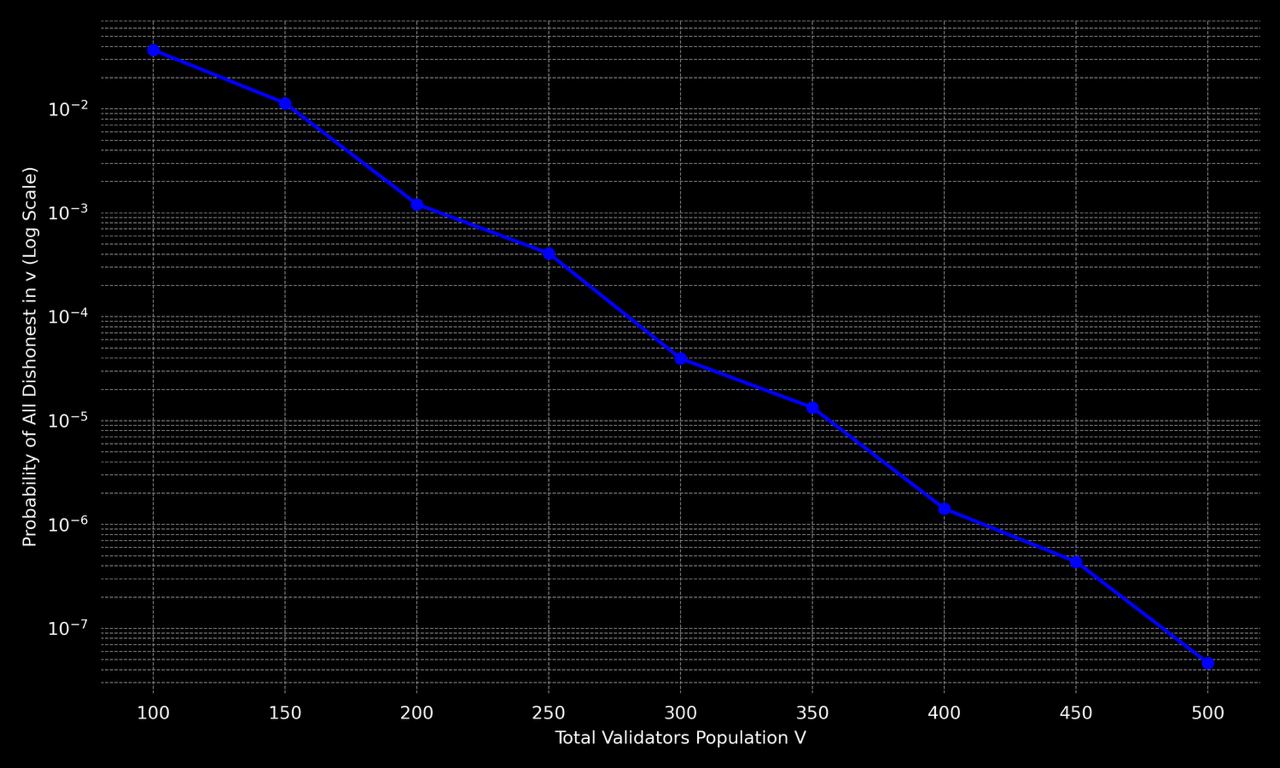 Probability of All Dishonest in v (Log Scale)
10⁻²
10⁻³
10⁻⁴
10⁻⁵
10⁻⁶
10⁻⁷
100 150 200 250 300 350 400 450 500
Total Validators Population V